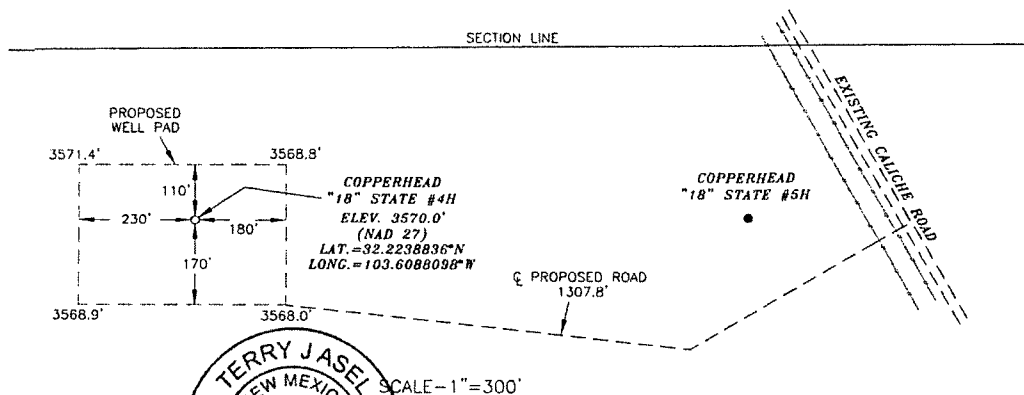 SECTION LINE
PROPOSED
WELL PAD
3571.4'
3568.8'
EXISTING CALICHE ROAD
110'
COPPERHEAD
"18" STATE #4H
ELEV. 3570.0'
(NAD 27)
LAT.=32.2238836°N
LONG.=103.6088098°W
COPPERHEAD
"18" STATE #5H
230'
180'
170'
℄ PROPOSED ROAD
1307.8'
3568.9'
3568.0'
TERRY J ASEL
EW MEXIC
SCALE-1"=300'